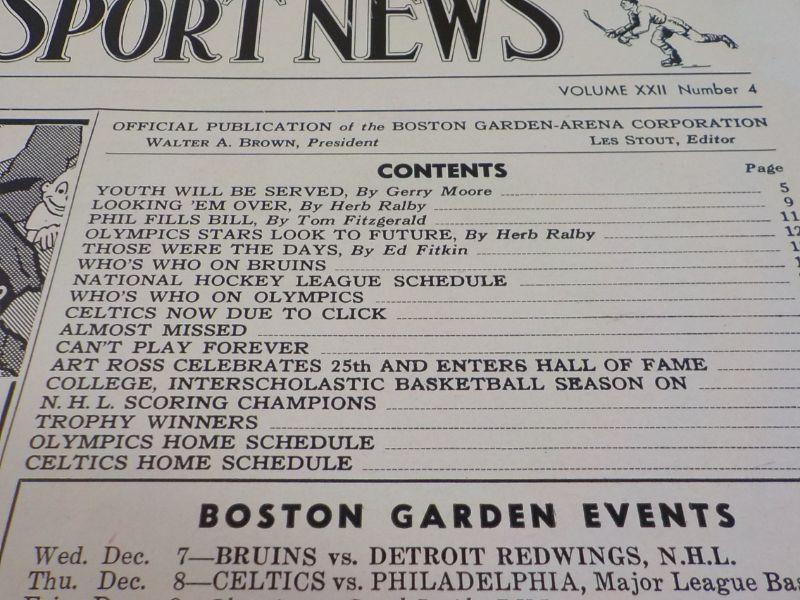 SPORT NEWS
VOLUME XXII Number 4
OFFICIAL PUBLICATION of the BOSTON GARDEN-ARENA CORPORATION
WALTER A. BROWN, President LES STOUT, Editor
CONTENTS Page
YOUTH WILL BE SERVED, By Gerry Moore 5
LOOKING 'EM OVER, By Herb Ralby 9
PHIL FILLS BILL, By Tom Fitzgerald 11
OLYMPICS STARS LOOK TO FUTURE, By Herb Ralby 12
THOSE WERE THE DAYS, By Ed Fitkin
WHO'S WHO ON BRUINS
NATIONAL HOCKEY LEAGUE SCHEDULE
WHO'S WHO ON OLYMPICS
CELTICS NOW DUE TO CLICK
ALMOST MISSED
CAN'T PLAY FOREVER
ART ROSS CELEBRATES 25th AND ENTERS HALL OF FAME
COLLEGE, INTERSCHOLASTIC BASKETBALL SEASON ON
N. H. L. SCORING CHAMPIONS
TROPHY WINNERS
OLYMPICS HOME SCHEDULE
CELTICS HOME SCHEDULE
BOSTON GARDEN EVENTS
Wed. Dec. 7—BRUINS vs. DETROIT REDWINGS, N.H.L.
Thu. Dec. 8—CELTICS vs. PHILADELPHIA, Major League Bas